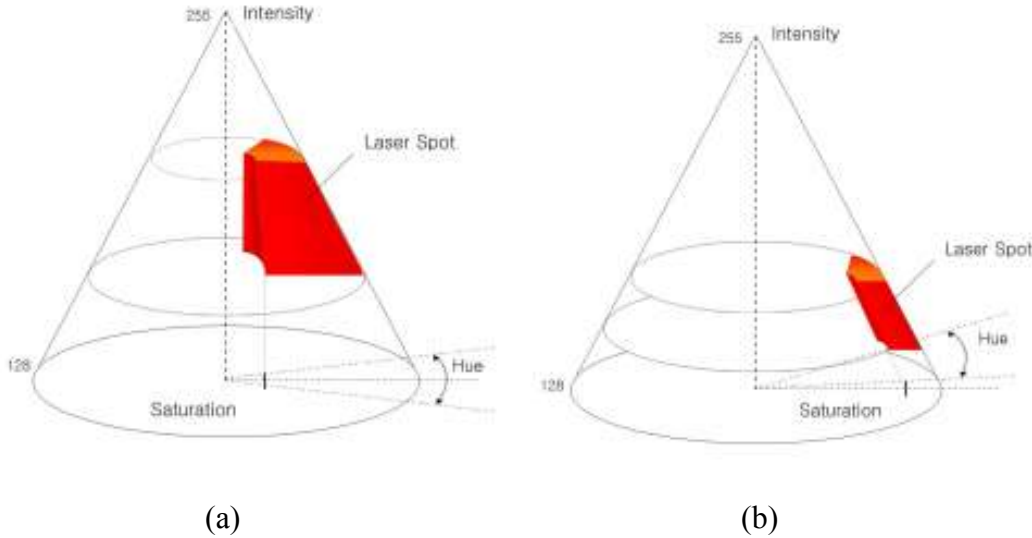 255 Intensity
Laser Spot
128
Hue
Saturation
(a)
255 Intensity
Laser Spot
Hue
128
Saturation
(b)